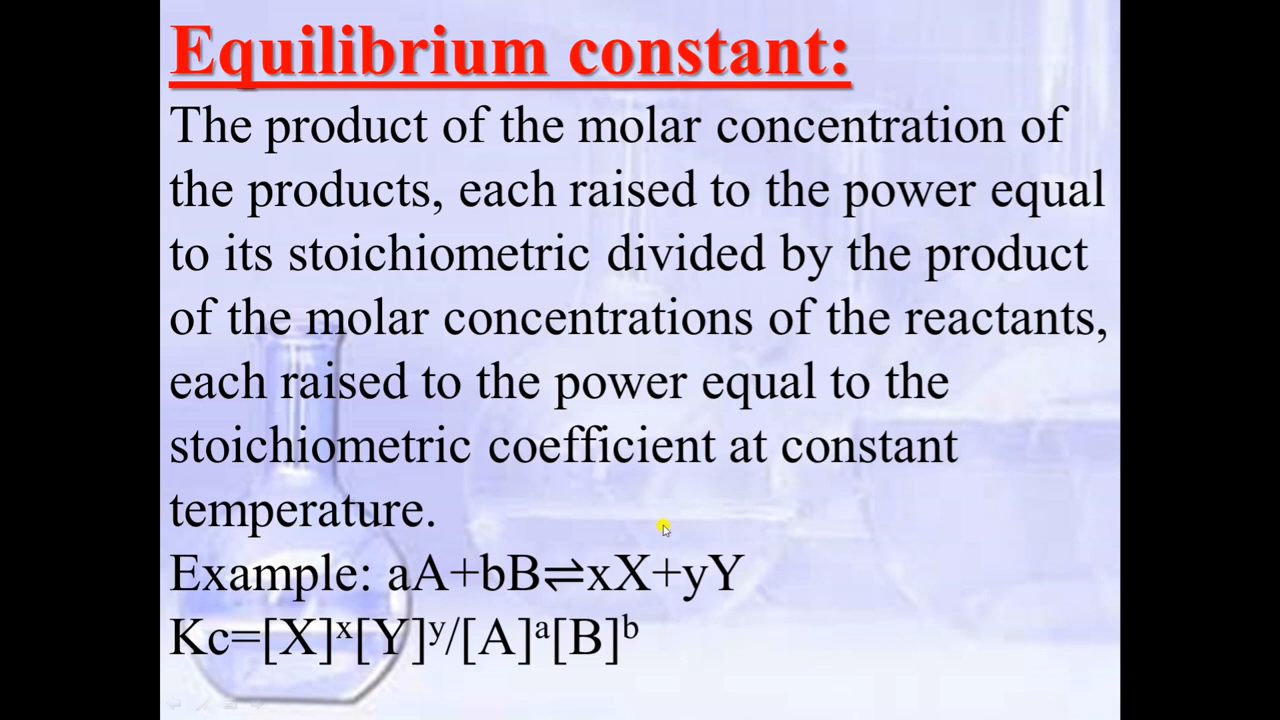 Equilibrium constant:
The product of the molar concentration of
the products, each raised to the power equal
to its stoichiometric divided by the product
of the molar concentrations of the reactants,
each raised to the power equal to the
stoichiometric coefficient at constant
temperature.
Example: aA+bB⇌xX+yY
Kc=[X]ˣ[Y]ʸ/[A]ᵃ[B]ᵇ